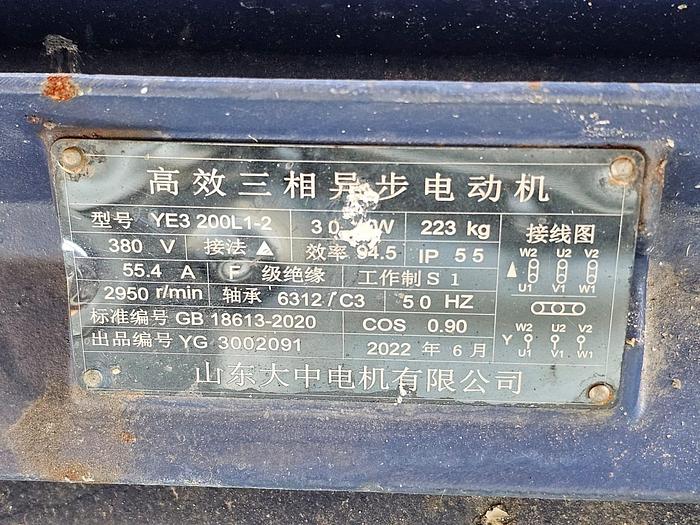 高效三相异步电动机
型号 YE3 200L1-2 30 W 223 kg
380 V 接法 ▲ 效率 94.5 IP 55
55.4 A F 级绝缘 工作制S1
2950 r/min 轴承 6312/C3 50 HZ
标准编号 GB 18613-2020 COS 0.90
出品编号 YG 3002091 2022 年 6 月
山东大中电机有限公司
接线图
W2 U2 V2
▲
U1 V1 W1
W2 U2 V2
Y
U1 V1 W1